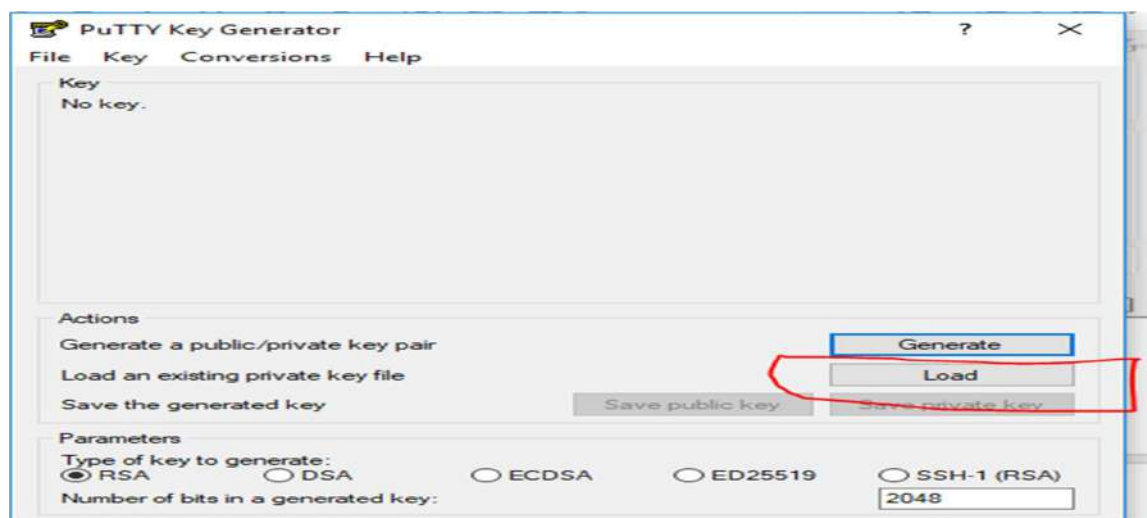 PuTTY Key Generator ?
File Key Conversions Help
Key
No key.
Actions
Generate a public/private key pair Generate
Load an existing private key file Load
Save the generated key Save public key Save private key
Parameters
Type of key to generate:
RSA DSA ECDSA ED25519 SSH-1 (RSA)
Number of bits in a generated key: 2048